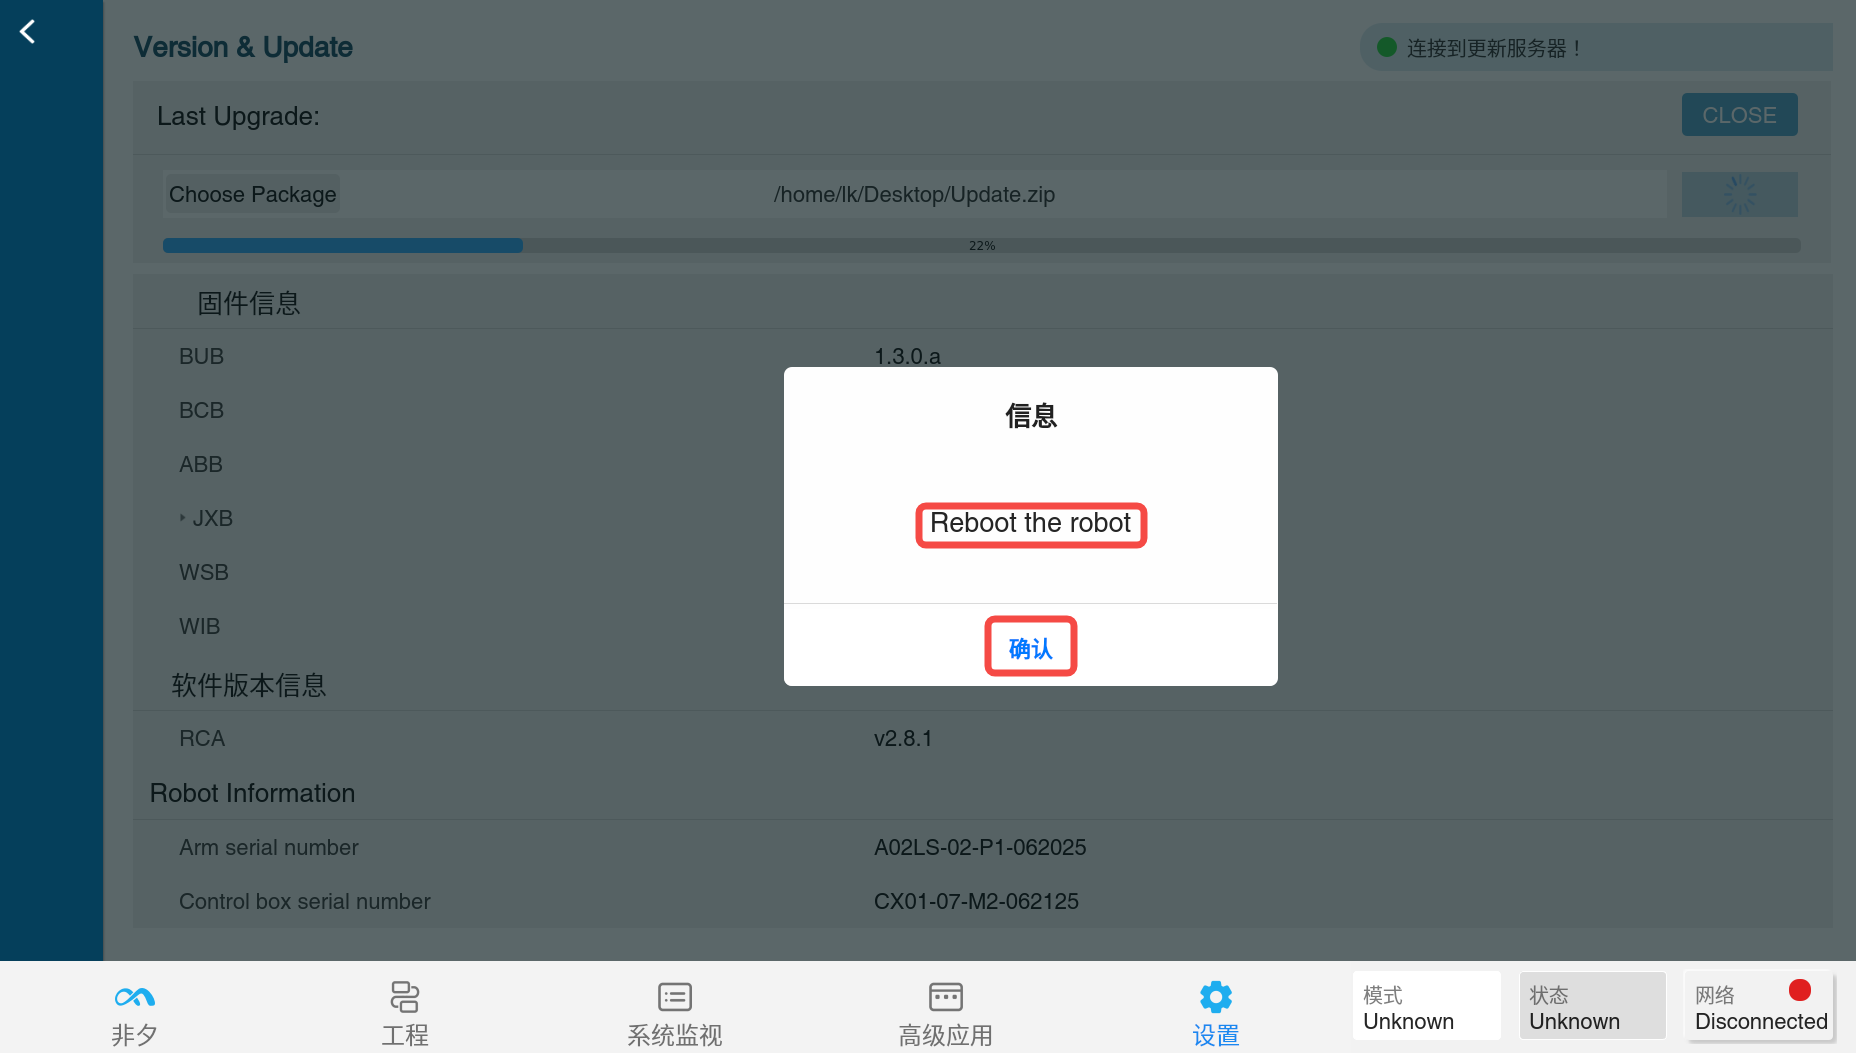 Version & Update
连接到更新服务器！
Last Upgrade:
CLOSE
Choose Package
/home/lk/Desktop/Update.zip
22%
固件信息
BUB
1.3.0.a
BCB
ABB
JXB
WSB
WIB
信息
Reboot the robot
确认
软件版本信息
RCA
v2.8.1
Robot Information
Arm serial number
A02LS-02-P1-062025
Control box serial number
CX01-07-M2-062125
非夕
工程
系统监视
高级应用
设置
模式
Unknown
状态
Unknown
网络
Disconnected